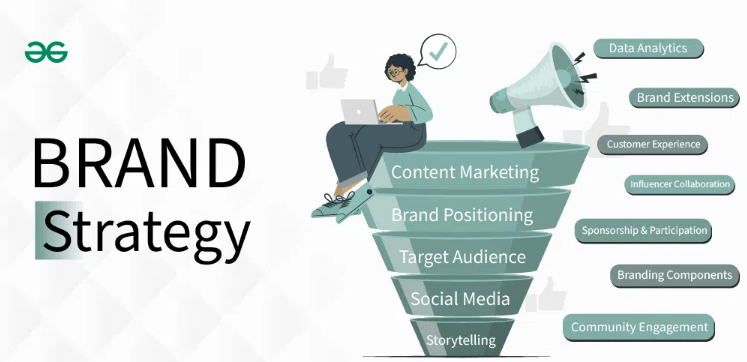 BRAND
Strategy
Content Marketing
Brand Positioning
Target Audience
Social Media
Storytelling
Data Analytics
Brand Extensions
Customer Experience
Influencer Collaboration
Sponsorship & Participation
Branding Components
Community Engagement